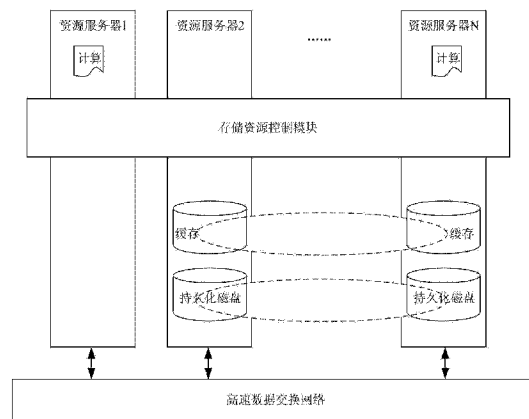 资源服务器1 资源服务器2 ...... 资源服务器N
计算 计算
存储资源控制模块
缓存 缓存
持久化磁盘 持久化磁盘
高速数据交换网络